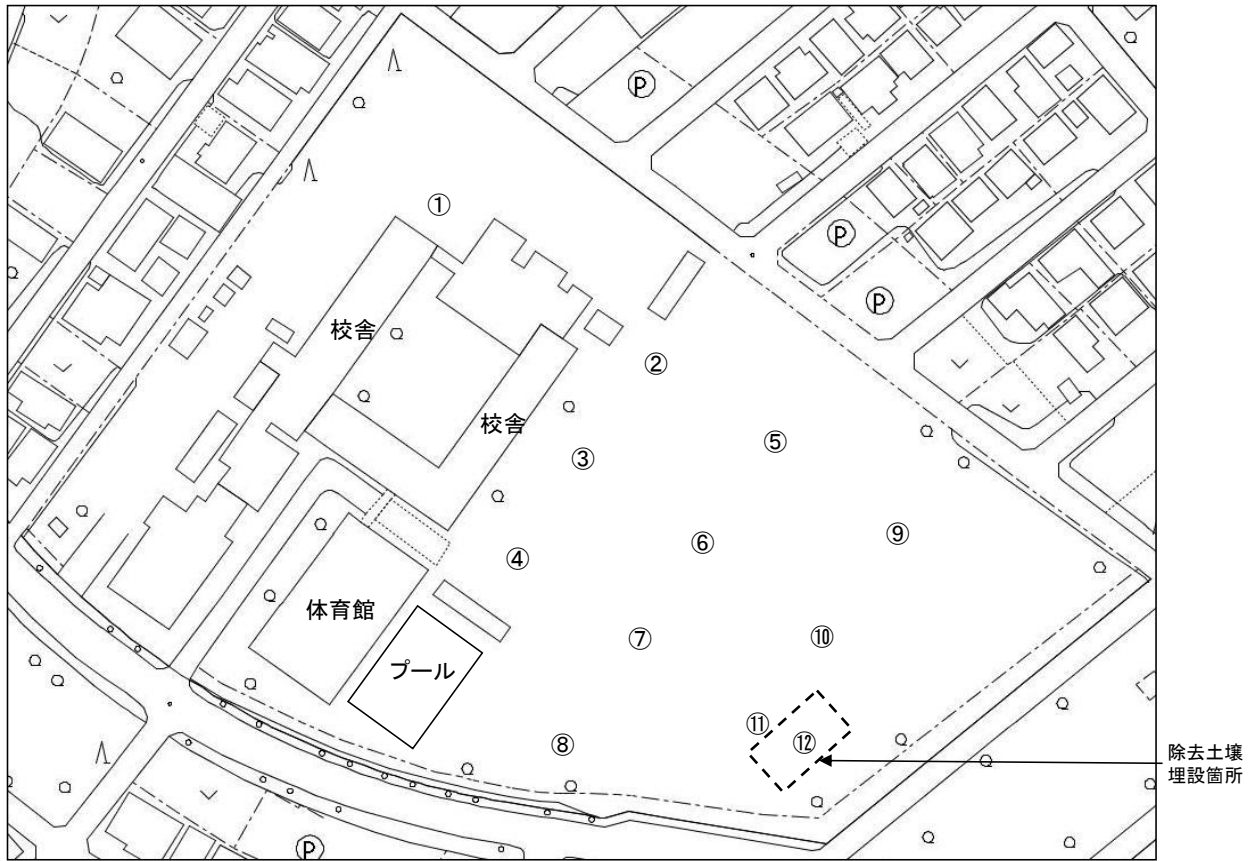 Ⓟ
①
Ⓟ
校舎
Ⓟ
②
校舎
⑤
③
⑨
⑥
④
体育館
⑦
⑩
プール
⑪
⑫
⑧
除去土壌
埋設箇所
Ⓟ